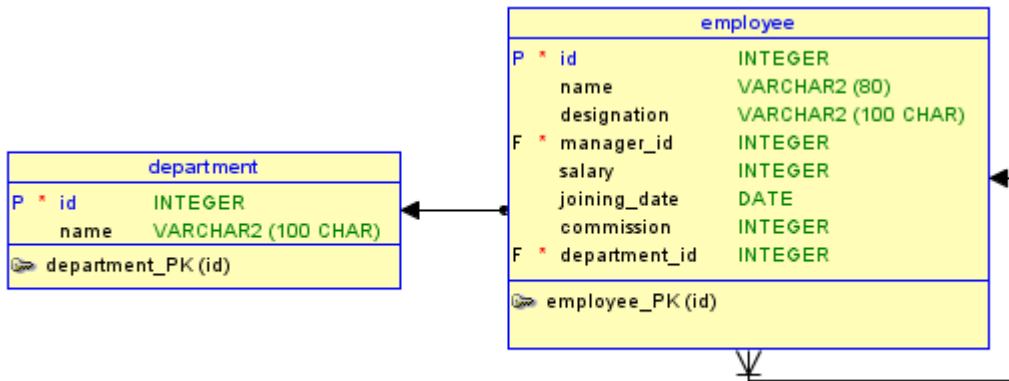 employee
P * id INTEGER
name VARCHAR2 (80)
designation VARCHAR2 (100 CHAR)
F * manager_id INTEGER
salary INTEGER
joining_date DATE
commission INTEGER
F * department_id INTEGER
employee_PK (id)
department
P * id INTEGER
name VARCHAR2 (100 CHAR)
department_PK (id)